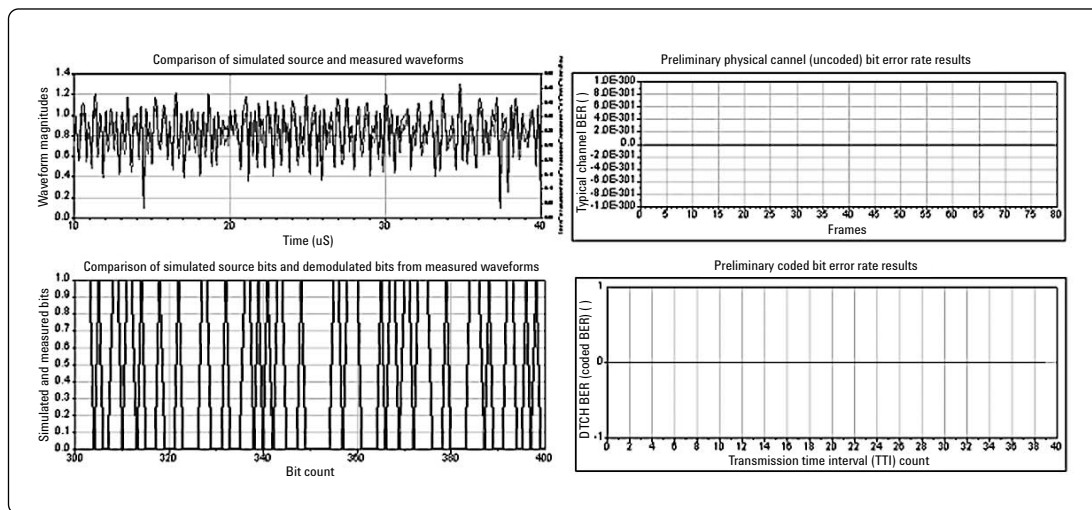 Comparison of simulated source and measured waveforms
Waveform magnitudes
1.4
1.2
1.0
0.8
0.6
0.4
0.2
0.0
10
20
30
40
Time (uS)
Preliminary physical cannel (uncoded) bit error rate results
Typical channel BER ( )
1.0E-300
8.0E-301
6.0E-301
4.0E-301
2.0E-301
0.0
-2.0E-301
-4.0E-301
-6.0E-301
-8.0E-301
-1.0E-300
0 5 10 15 20 25 30 35 40 45 50 55 60 65 70 75 80
Frames
Comparison of simulated source bits and demodulated bits from measured waveforms
Simulated and measured bits
1.0
0.9
0.8
0.7
0.6
0.5
0.4
0.3
0.2
0.1
0.0
300 320 340 360 380 400
Bit count
Preliminary coded bit error rate results
DTCH BER (coded BER) ( )
1
0
-1
0 2 4 6 8 10 12 14 16 18 20 22 24 26 28 30 32 34 36 38 40
Transmission time interval (TTI) count